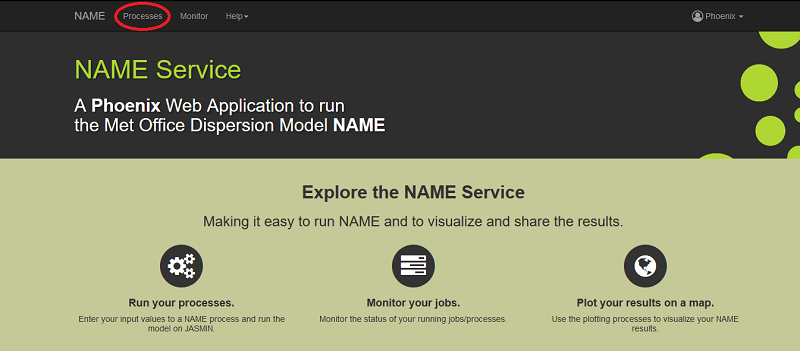 NAME Processes Monitor Help Phoenix
NAME Service
A Phoenix Web Application to run
the Met Office Dispersion Model NAME
Explore the NAME Service
Making it easy to run NAME and to visualize and share the results.
Run your processes.
Enter your input values to a NAME process and run the
model on JASMIN.
Monitor your jobs.
Monitor the status of your running jobs/processes.
Plot your results on a map.
Use the plotting processes to visualize your NAME
results.